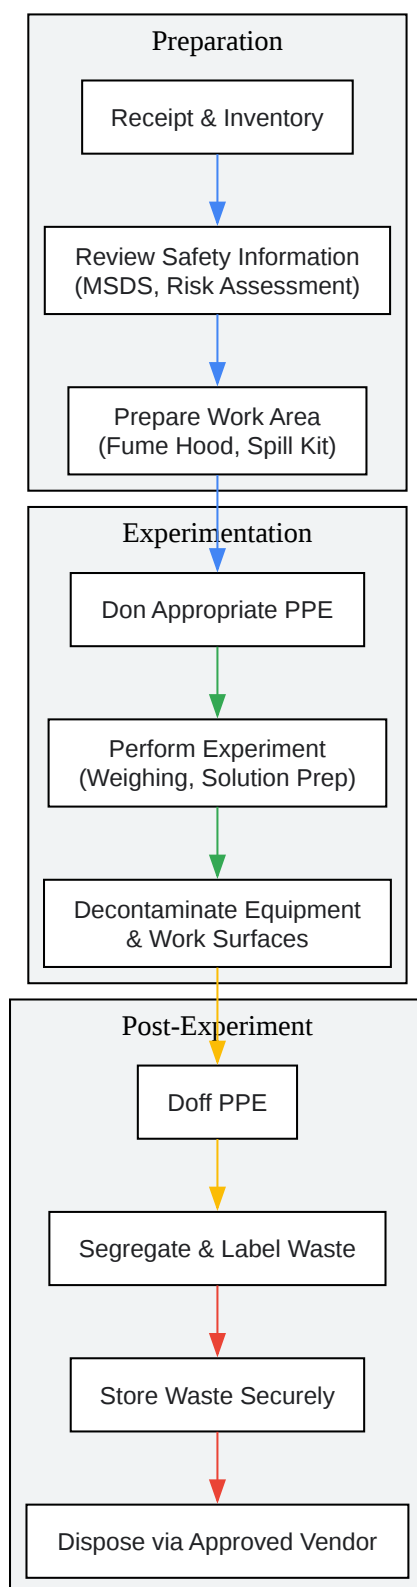 Preparation
Receipt & Inventory
Review Safety Information
(MSDS, Risk Assessment)
Prepare Work Area
(Fume Hood, Spill Kit)
Experimentation
Don Appropriate PPE
Perform Experiment
(Weighing, Solution Prep)
Decontaminate Equipment
& Work Surfaces
Post-Experiment
Doff PPE
Segregate & Label Waste
Store Waste Securely
Dispose via Approved Vendor